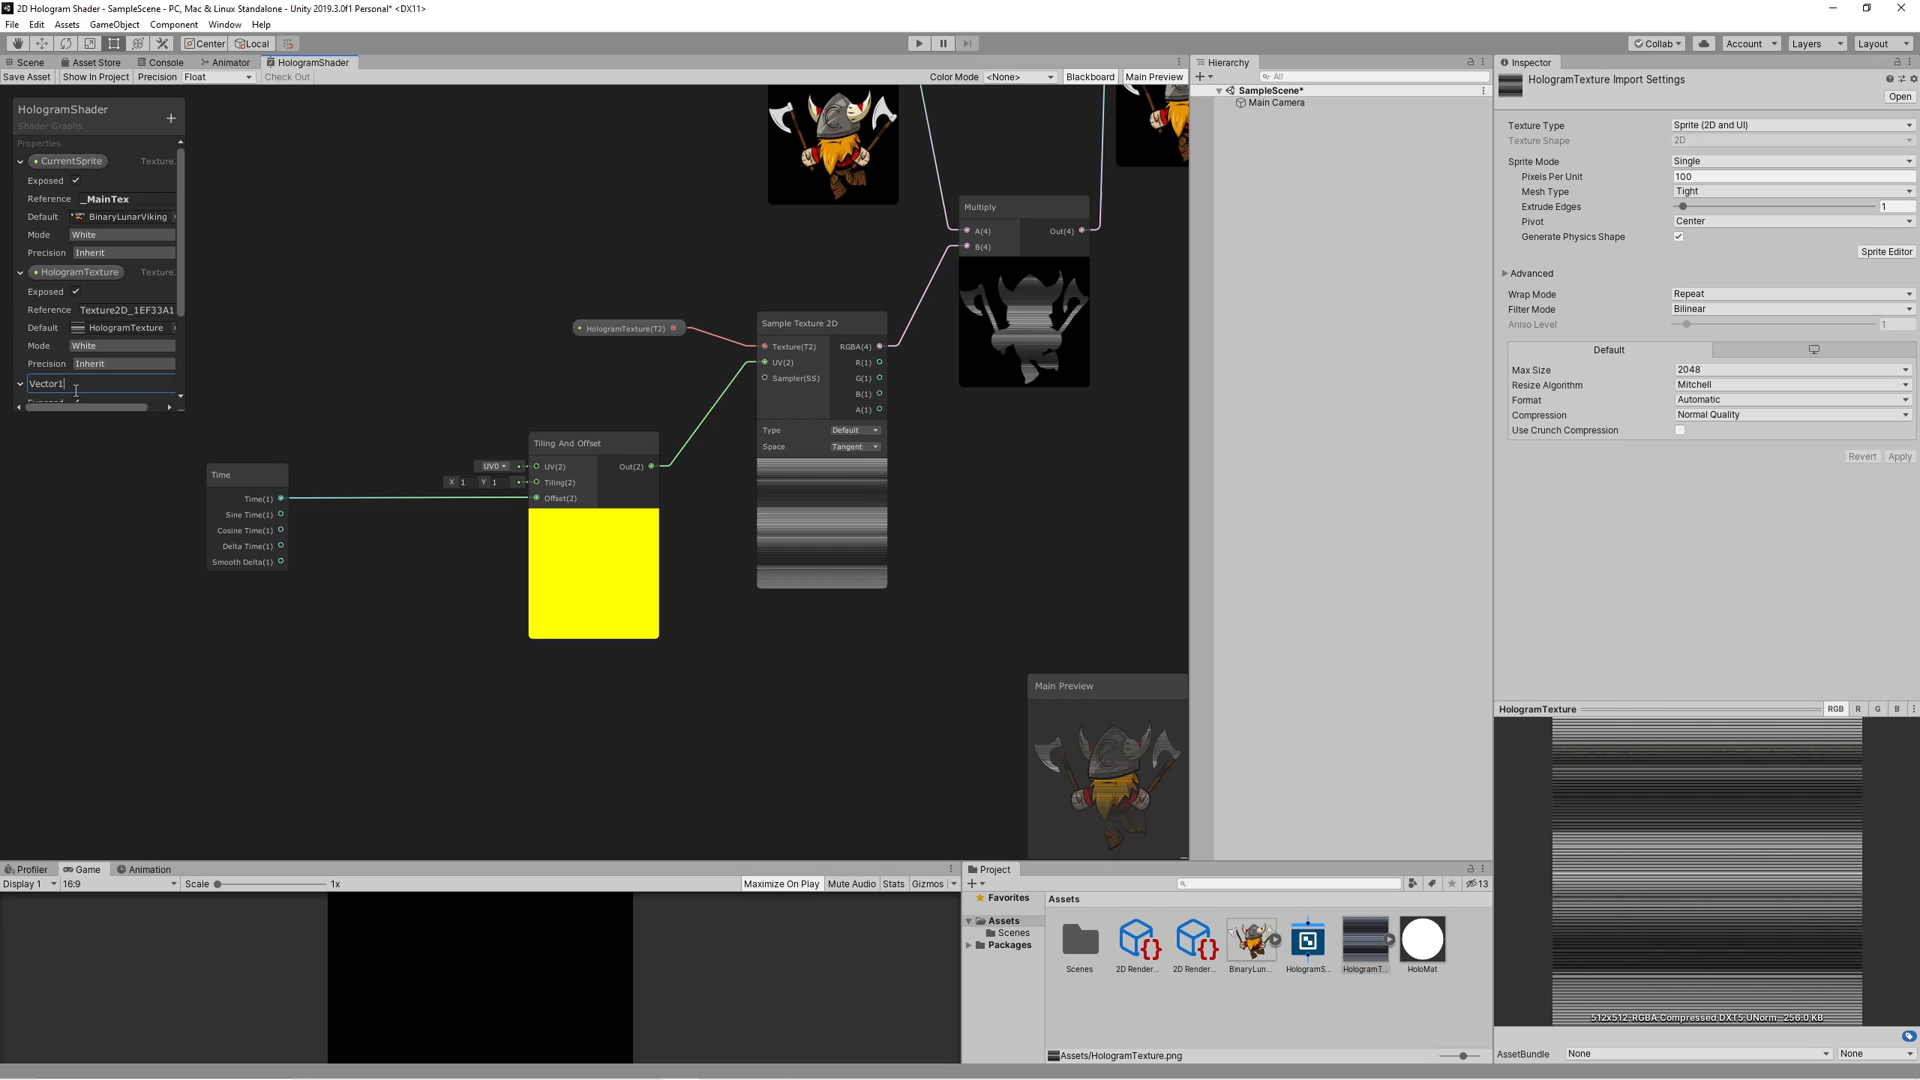 2D Hologram Shader - SampleScene - PC, Mac & Linux Standalone - Unity 2019.3.0f1 Personal* <DX11>
File Edit Assets GameObject Component Window Help
Center Local
Collab Account Layers Layout
Scene Asset Store Console Animator HologramShader
Save Asset Show In Project Precision Float Check Out
Color Mode <None> Blackboard Main Preview
HologramShader
Shader Graphs
Properties
CurrentSprite Texture
Exposed
Reference _MainTex
Default BinaryLunarViking
Mode White
Precision Inherit
HologramTexture Texture
Exposed
Reference Texture2D_1EF33A1
Default HologramTexture
Mode White
Precision Inherit
Vector1
Exposed
Time
Time(1)
Sine Time(1)
Cosine Time(1)
Delta Time(1)
Smooth Delta(1)
Tiling And Offset
UV0 UV(2) Out(2)
X 1 Y 1 Tiling(2)
Offset(2)
HologramTexture(T2)
Sample Texture 2D
Texture(T2) RGBA(4)
UV(2) R(1)
Sampler(SS) G(1)
B(1)
A(1)
Type Default
Space Tangent
Multiply
A(4) Out(4)
B(4)
Main Preview
Hierarchy
All
SampleScene*
Main Camera
Inspector
HologramTexture Import Settings
Open
Texture Type Sprite (2D and UI)
Texture Shape 2D
Sprite Mode Single
Pixels Per Unit 100
Mesh Type Tight
Extrude Edges 1
Pivot Center
Generate Physics Shape
Sprite Editor
Advanced
Wrap Mode Repeat
Filter Mode Bilinear
Aniso Level 1
Default
Max Size 2048
Resize Algorithm Mitchell
Format Automatic
Compression Normal Quality
Use Crunch Compression
Revert Apply
HologramTexture RGB R G B
512x512 RGBA Compressed DXT5 UNorm 256.0 KB
AssetBundle None None
Profiler Game Animation
Display 1 16:9 Scale 1x Maximize On Play Mute Audio Stats Gizmos
Project
13
Favorites
Assets
Scenes
Packages
Assets
Scenes 2D Render... 2D Render... BinaryLun... HologramS... HologramT... HoloMat
Assets/HologramTexture.png